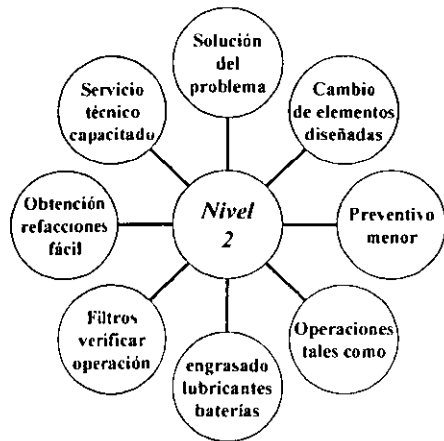 Solución
del
problema
Cambio
de elementos
diseñadas
Preventivo
menor
Operaciones
tales como
engrasado
lubricantes
baterías
Filtros
verificar
operación
Obtención
refacciones
fácil
Servicio
técnico
capacitado
Nivel
2